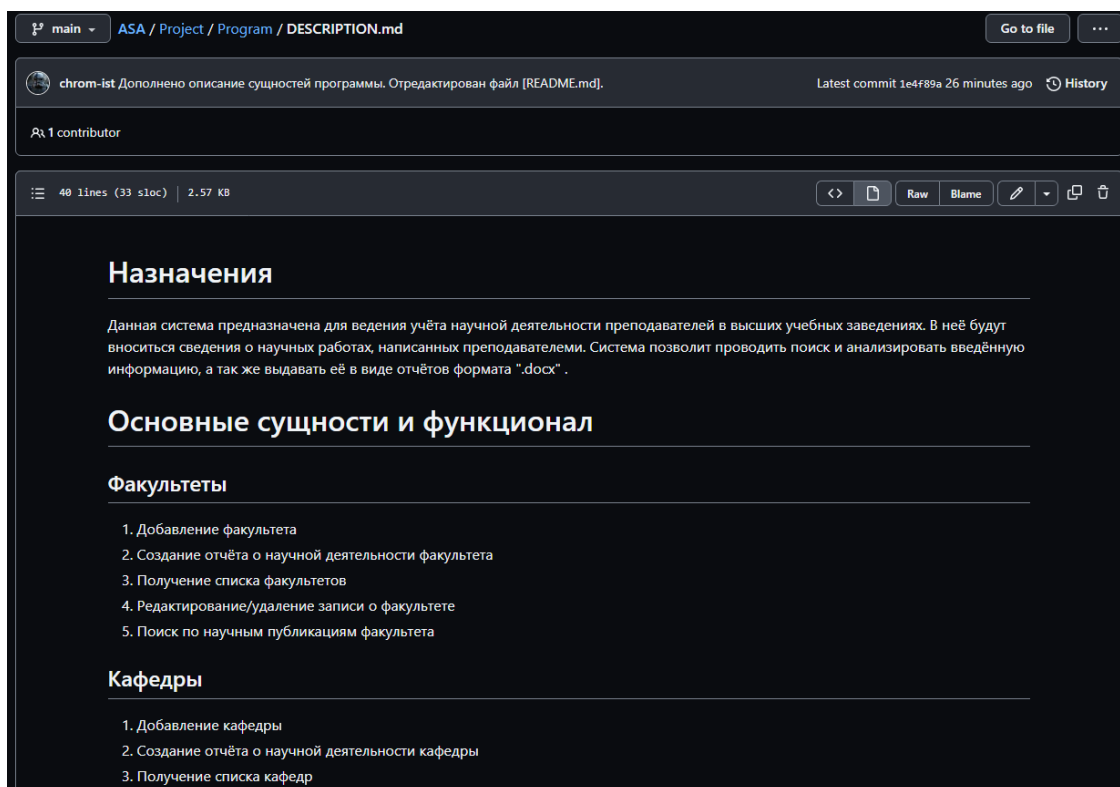 main
ASA / Project / Program / DESCRIPTION.md
Go to file
...
chrom-ist Дополнено описание сущностей программы. Отредактирован файл [README.md].
Latest commit 1e4f89a 26 minutes ago
History
1 contributor
40 lines (33 sloc) | 2.57 KB
<>
Raw
Blame
Назначения
Данная система предназначена для ведения учёта научной деятельности преподавателей в высших учебных заведениях. В неё будут
вноситься сведения о научных работах, написанных преподавателеми. Система позволит проводить поиск и анализировать введённую
информацию, а так же выдавать её в виде отчётов формата ".docx" .
Основные сущности и функционал
Факультеты
1. Добавление факультета
2. Создание отчёта о научной деятельности факультета
3. Получение списка факультетов
4. Редактирование/удаление записи о факультете
5. Поиск по научным публикациям факультета
Кафедры
1. Добавление кафедры
2. Создание отчёта о научной деятельности кафедры
3. Получение списка кафедр